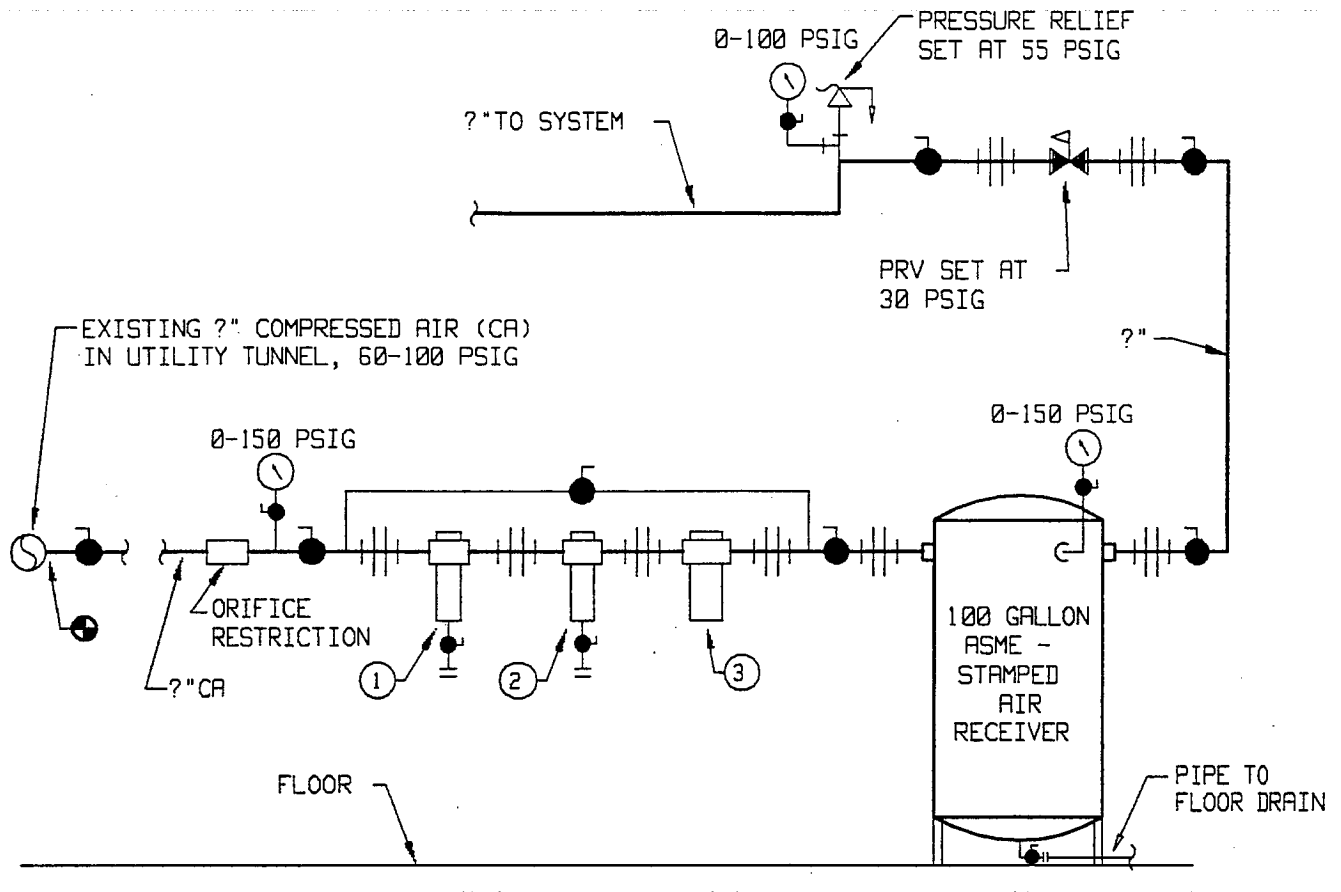 0-100 PSIG
PRESSURE RELIEF
SET AT 55 PSIG
?"TO SYSTEM
PRV SET AT
30 PSIG
EXISTING ?" COMPRESSED AIR (CA)
IN UTILITY TUNNEL, 60-100 PSIG
?"
0-150 PSIG
0-150 PSIG
ORIFICE
RESTRICTION
?"CA
1
2
3
100 GALLON
ASME -
STAMPED
AIR
RECEIVER
FLOOR
PIPE TO
FLOOR DRAIN